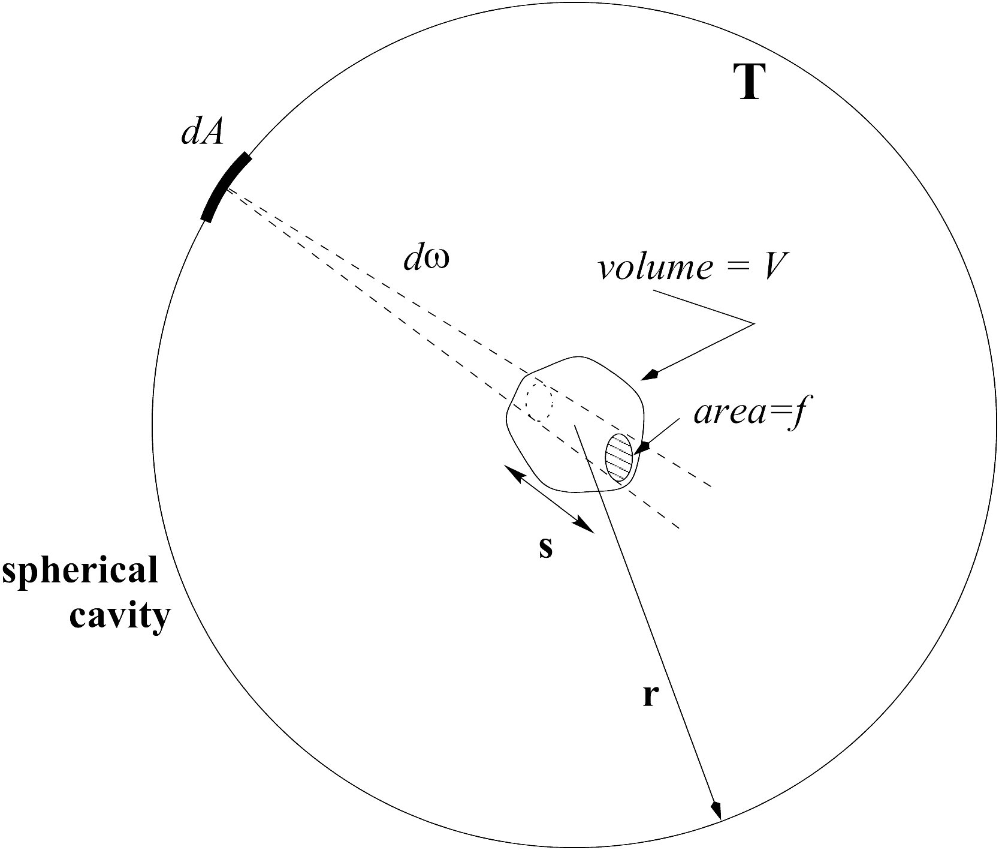 T
dA
dω
volume = V
area=f
s
spherical
cavity
r